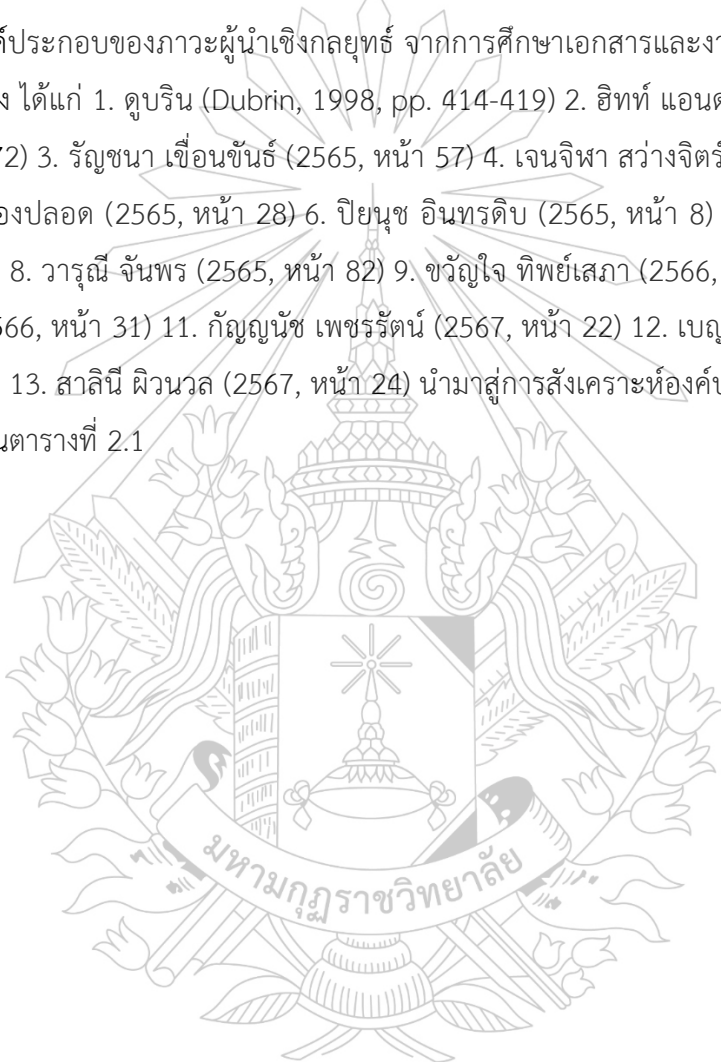 ค์ประกอบของภาวะผู้นำเชิงกลยุทธ์ จากการศึกษาเอกสารและงา
ง ได้แก่ 1. ดูบริน (Dubrin, 1998, pp. 414-419) 2. ฮิทท์ แอนด
72) 3. รัญชนา เขื่อนขันธ์ (2565, หน้า 57) 4. เจนจิฬา สว่างจิตร
องปลอด (2565, หน้า 28) 6. ปิยนุช อินทรดิบ (2565, หน้า 8)
8. วารุณี จันพร (2565, หน้า 82) 9. ขวัญใจ ทิพย์เสภา (2566,
566, หน้า 31) 11. กัญญนัช เพชรรัตน์ (2567, หน้า 22) 12. เบญ
13. สาลินี ผิวนวล (2567, หน้า 24) นำมาสู่การสังเคราะห์องค์ป
นตารางที่ 2.1
มหามกุฏราชวิทยาลัย